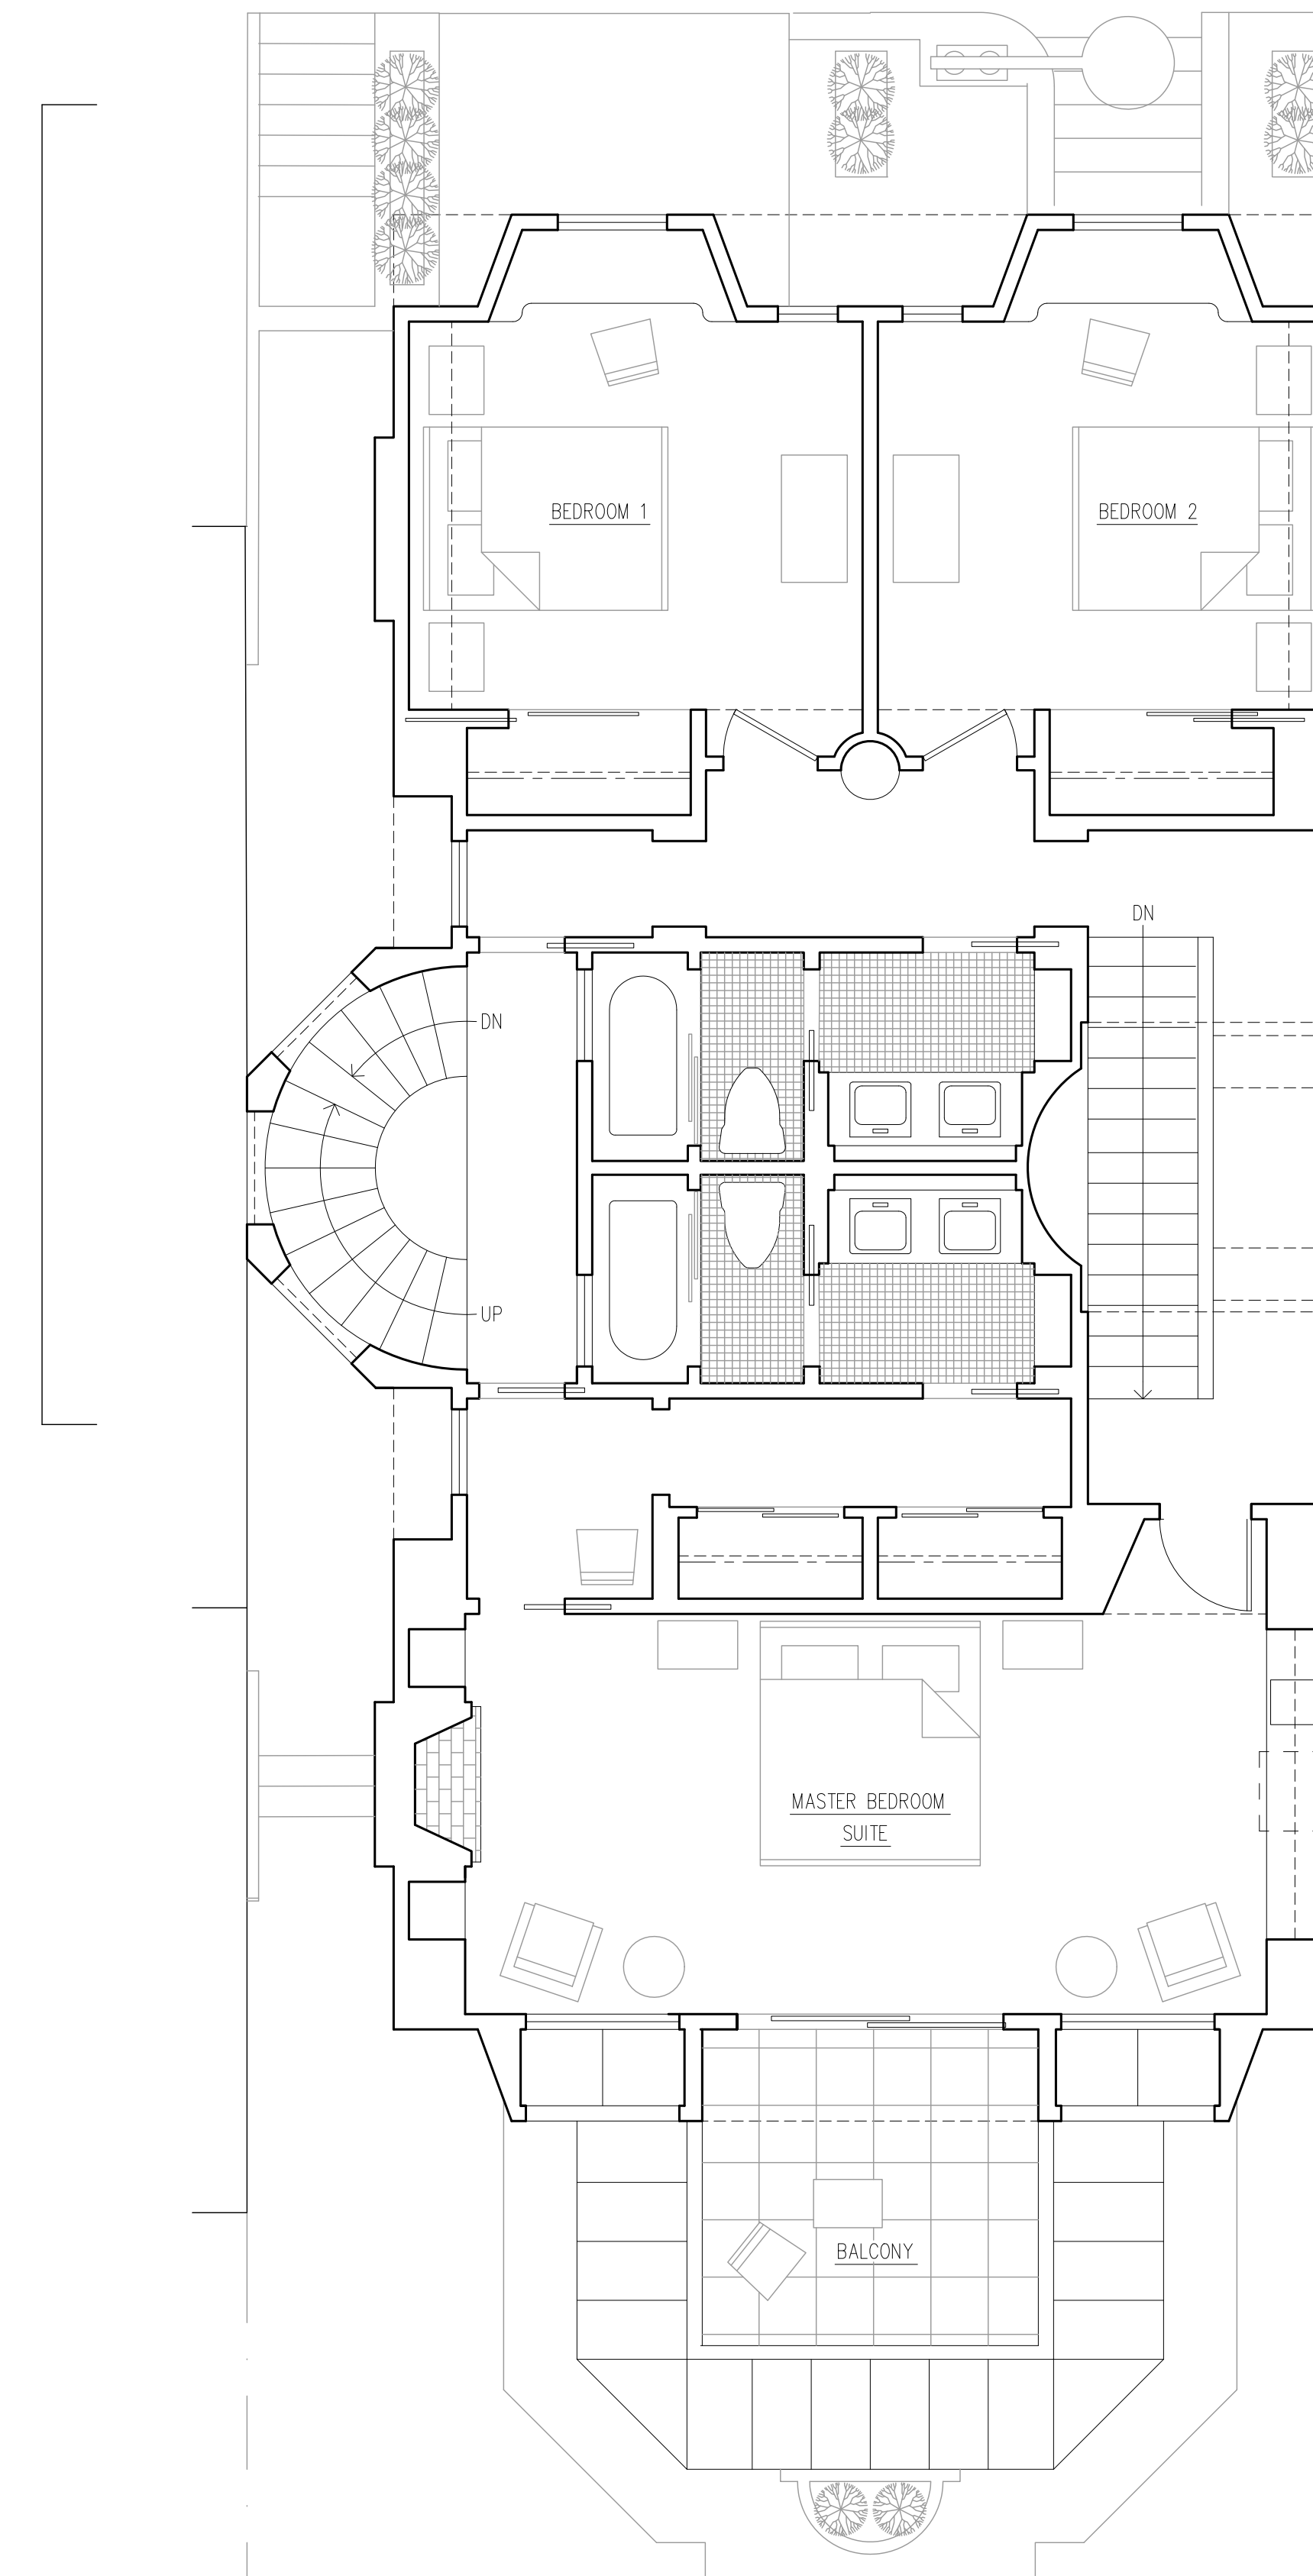 BEDROOM 1
BEDROOM 2
DN
DN
UP
MASTER BEDROOM
SUITE
BALCONY